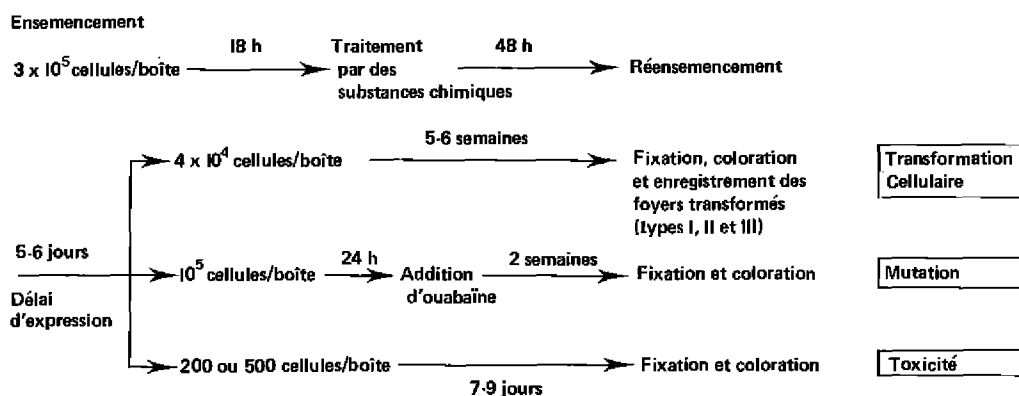 Ensemencement
3 x 10⁵ cellules/boîte
18 h
Traitement
par des
substances chimiques
48 h
Réensemencement
5-6 jours
Délai
d'expression
4 x 10⁴ cellules/boîte
5-6 semaines
Fixation, coloration
et enregistrement des
foyers transformés
(types I, II et III)
Transformation
Cellulaire
10⁵ cellules/boîte
24 h
Addition
d'ouabaïne
2 semaines
Fixation et coloration
Mutation
200 ou 500 cellules/boîte
7-9 jours
Fixation et coloration
Toxicité